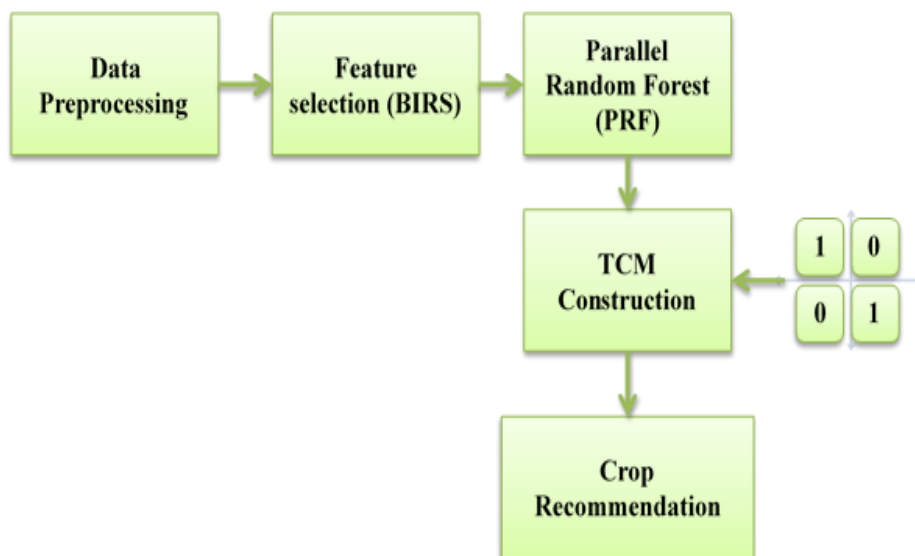 Data
Preprocessing
Feature
selection (BIRS)
Parallel
Random Forest
(PRF)
TCM
Construction
1 0
0 1
Crop
Recommendation